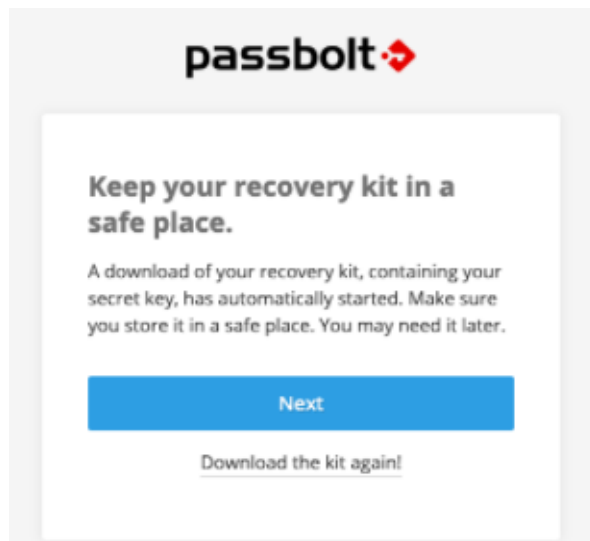 passbolt
Keep your recovery kit in a
safe place.
A download of your recovery kit, containing your
secret key, has automatically started. Make sure
you store it in a safe place. You may need it later.
Next
Download the kit again!